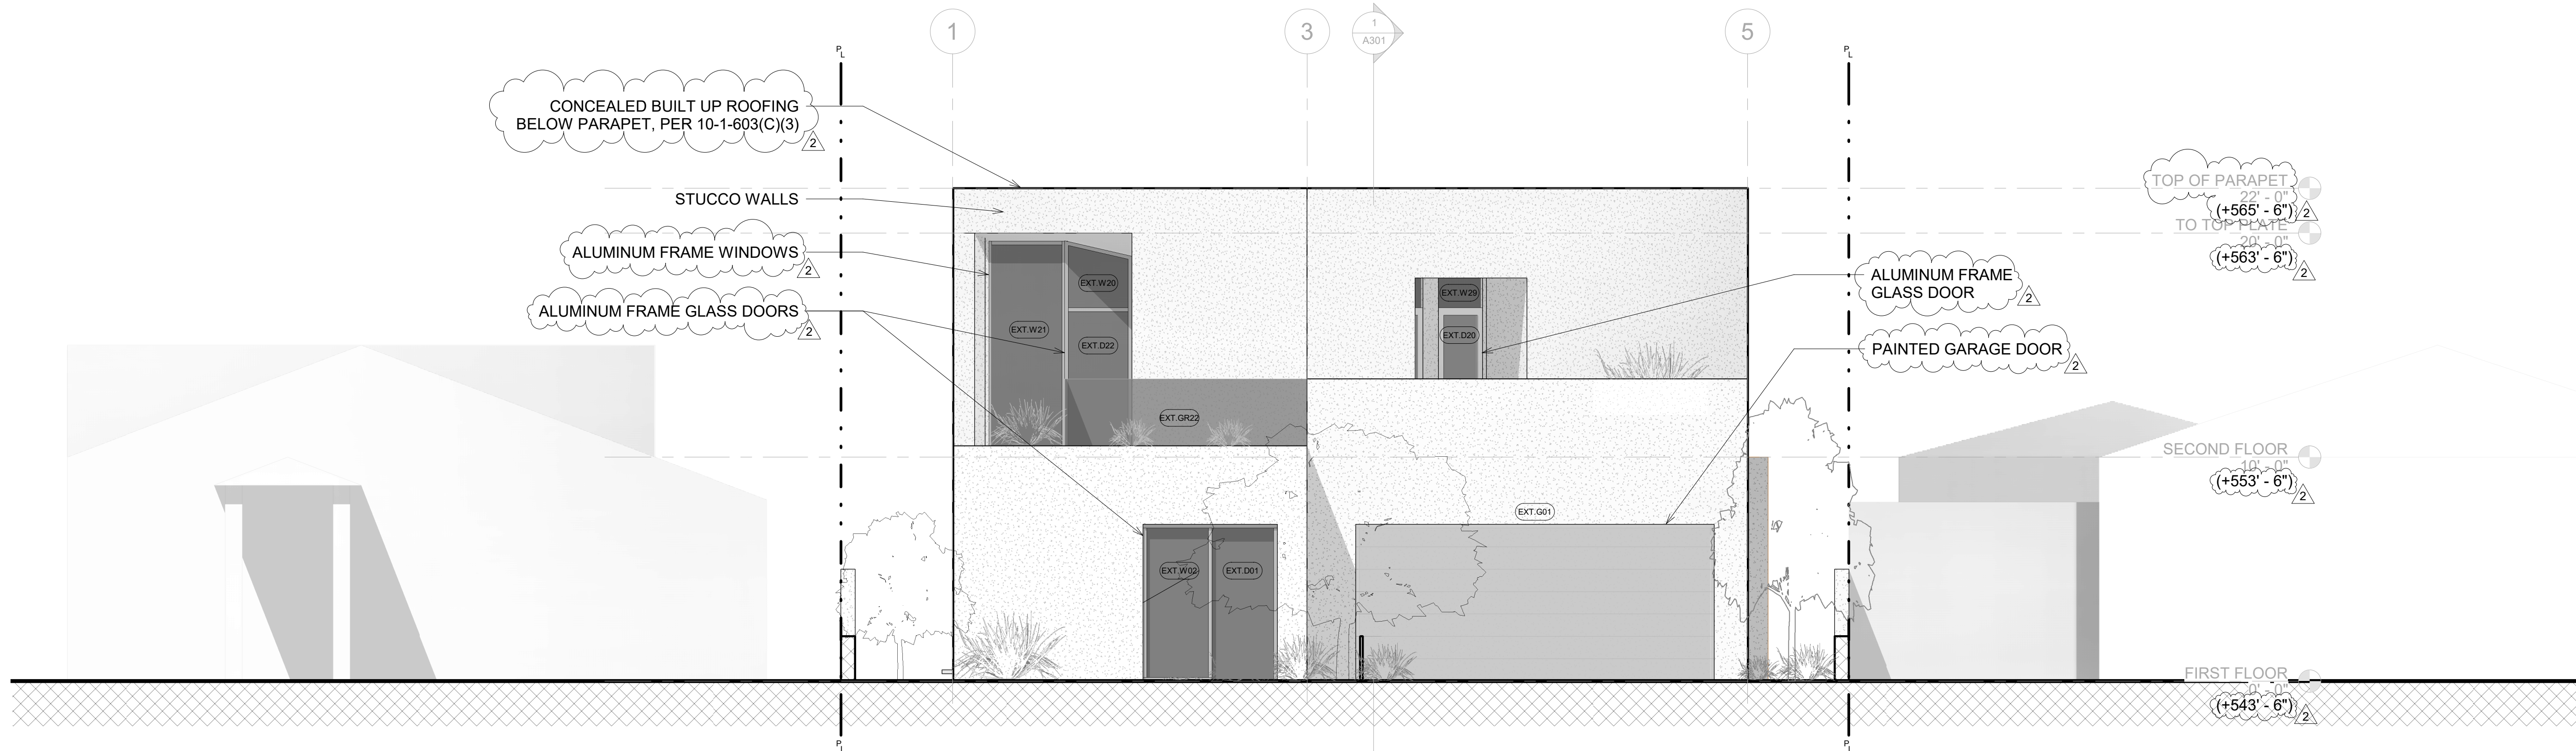 1
3
1
A301
5
PL
PL
CONCEALED BUILT UP ROOFING
BELOW PARAPET, PER 10-1-603(C)(3)
2
STUCCO WALLS
ALUMINUM FRAME WINDOWS
2
ALUMINUM FRAME GLASS DOORS
2
EXT.W20
EXT.W21
EXT.D22
EXT.GR22
EXT.W29
EXT.D20
EXT.G01
EXT.W02
EXT.D01
ALUMINUM FRAME
GLASS DOOR
2
PAINTED GARAGE DOOR
2
TOP OF PARAPET
22' - 0"
(+565' - 6")
2
TO TOP PLATE
20' - 0"
(+563' - 6")
2
SECOND FLOOR
10' - 0"
(+553' - 6")
2
FIRST FLOOR
0' - 0"
(+543' - 6")
2
PL
PL